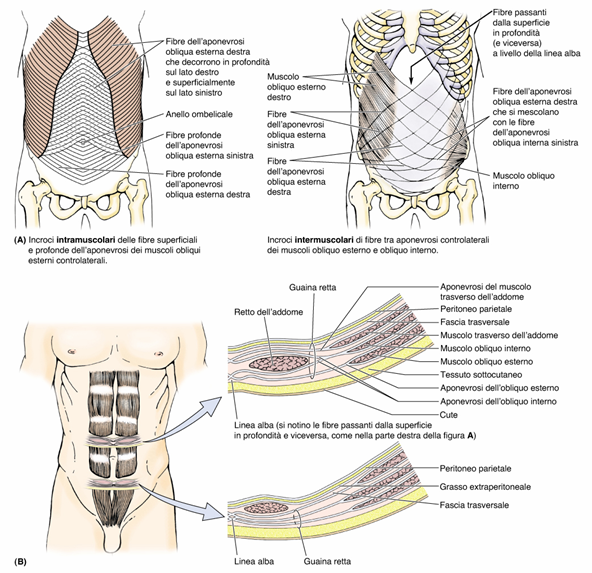 Fibre dell'aponevrosi
obliqua esterna destra
che decorrono in profondità
sul lato destro
e superficialmente
sul lato sinistro
Anello ombelicale
Fibre profonde
dell'aponevrosi
obliqua esterna sinistra
Fibre profonde
dell'aponevrosi
obliqua esterna destra
(A) Incroci intramuscolari delle fibre superficiali
e profonde dell'aponevrosi dei muscoli obliqui
esterni controlaterali.
Fibre passanti
dalla superficie
in profondità
(e viceversa)
a livello della linea alba
Muscolo
obliquo esterno
destro
Fibre
dell'aponevrosi
obliqua esterna
sinistra
Fibre
dell'aponevrosi
obliqua esterna
destra
Fibre dell'aponevrosi
obliqua esterna destra
che si mescolano
con le fibre
dell'aponevrosi
obliqua interna sinistra
Muscolo obliquo
interno
Incroci intermuscolari di fibre tra aponevrosi controlaterali
dei muscoli obliquo esterno e obliquo interno.
Guaina retta
Retto dell'addome
Aponevrosi del muscolo
trasverso dell'addome
Peritoneo parietale
Fascia trasversale
Muscolo trasverso dell'addome
Muscolo obliquo interno
Muscolo obliquo esterno
Tessuto sottocutaneo
Aponevrosi dell'obliquo esterno
Aponevrosi dell'obliquo interno
Cute
Linea alba (si notino le fibre passanti dalla superficie
in profondità e viceversa, come nella parte destra della figura A)
Peritoneo parietale
Grasso extraperitoneale
Fascia trasversale
Linea alba
Guaina retta
(B)